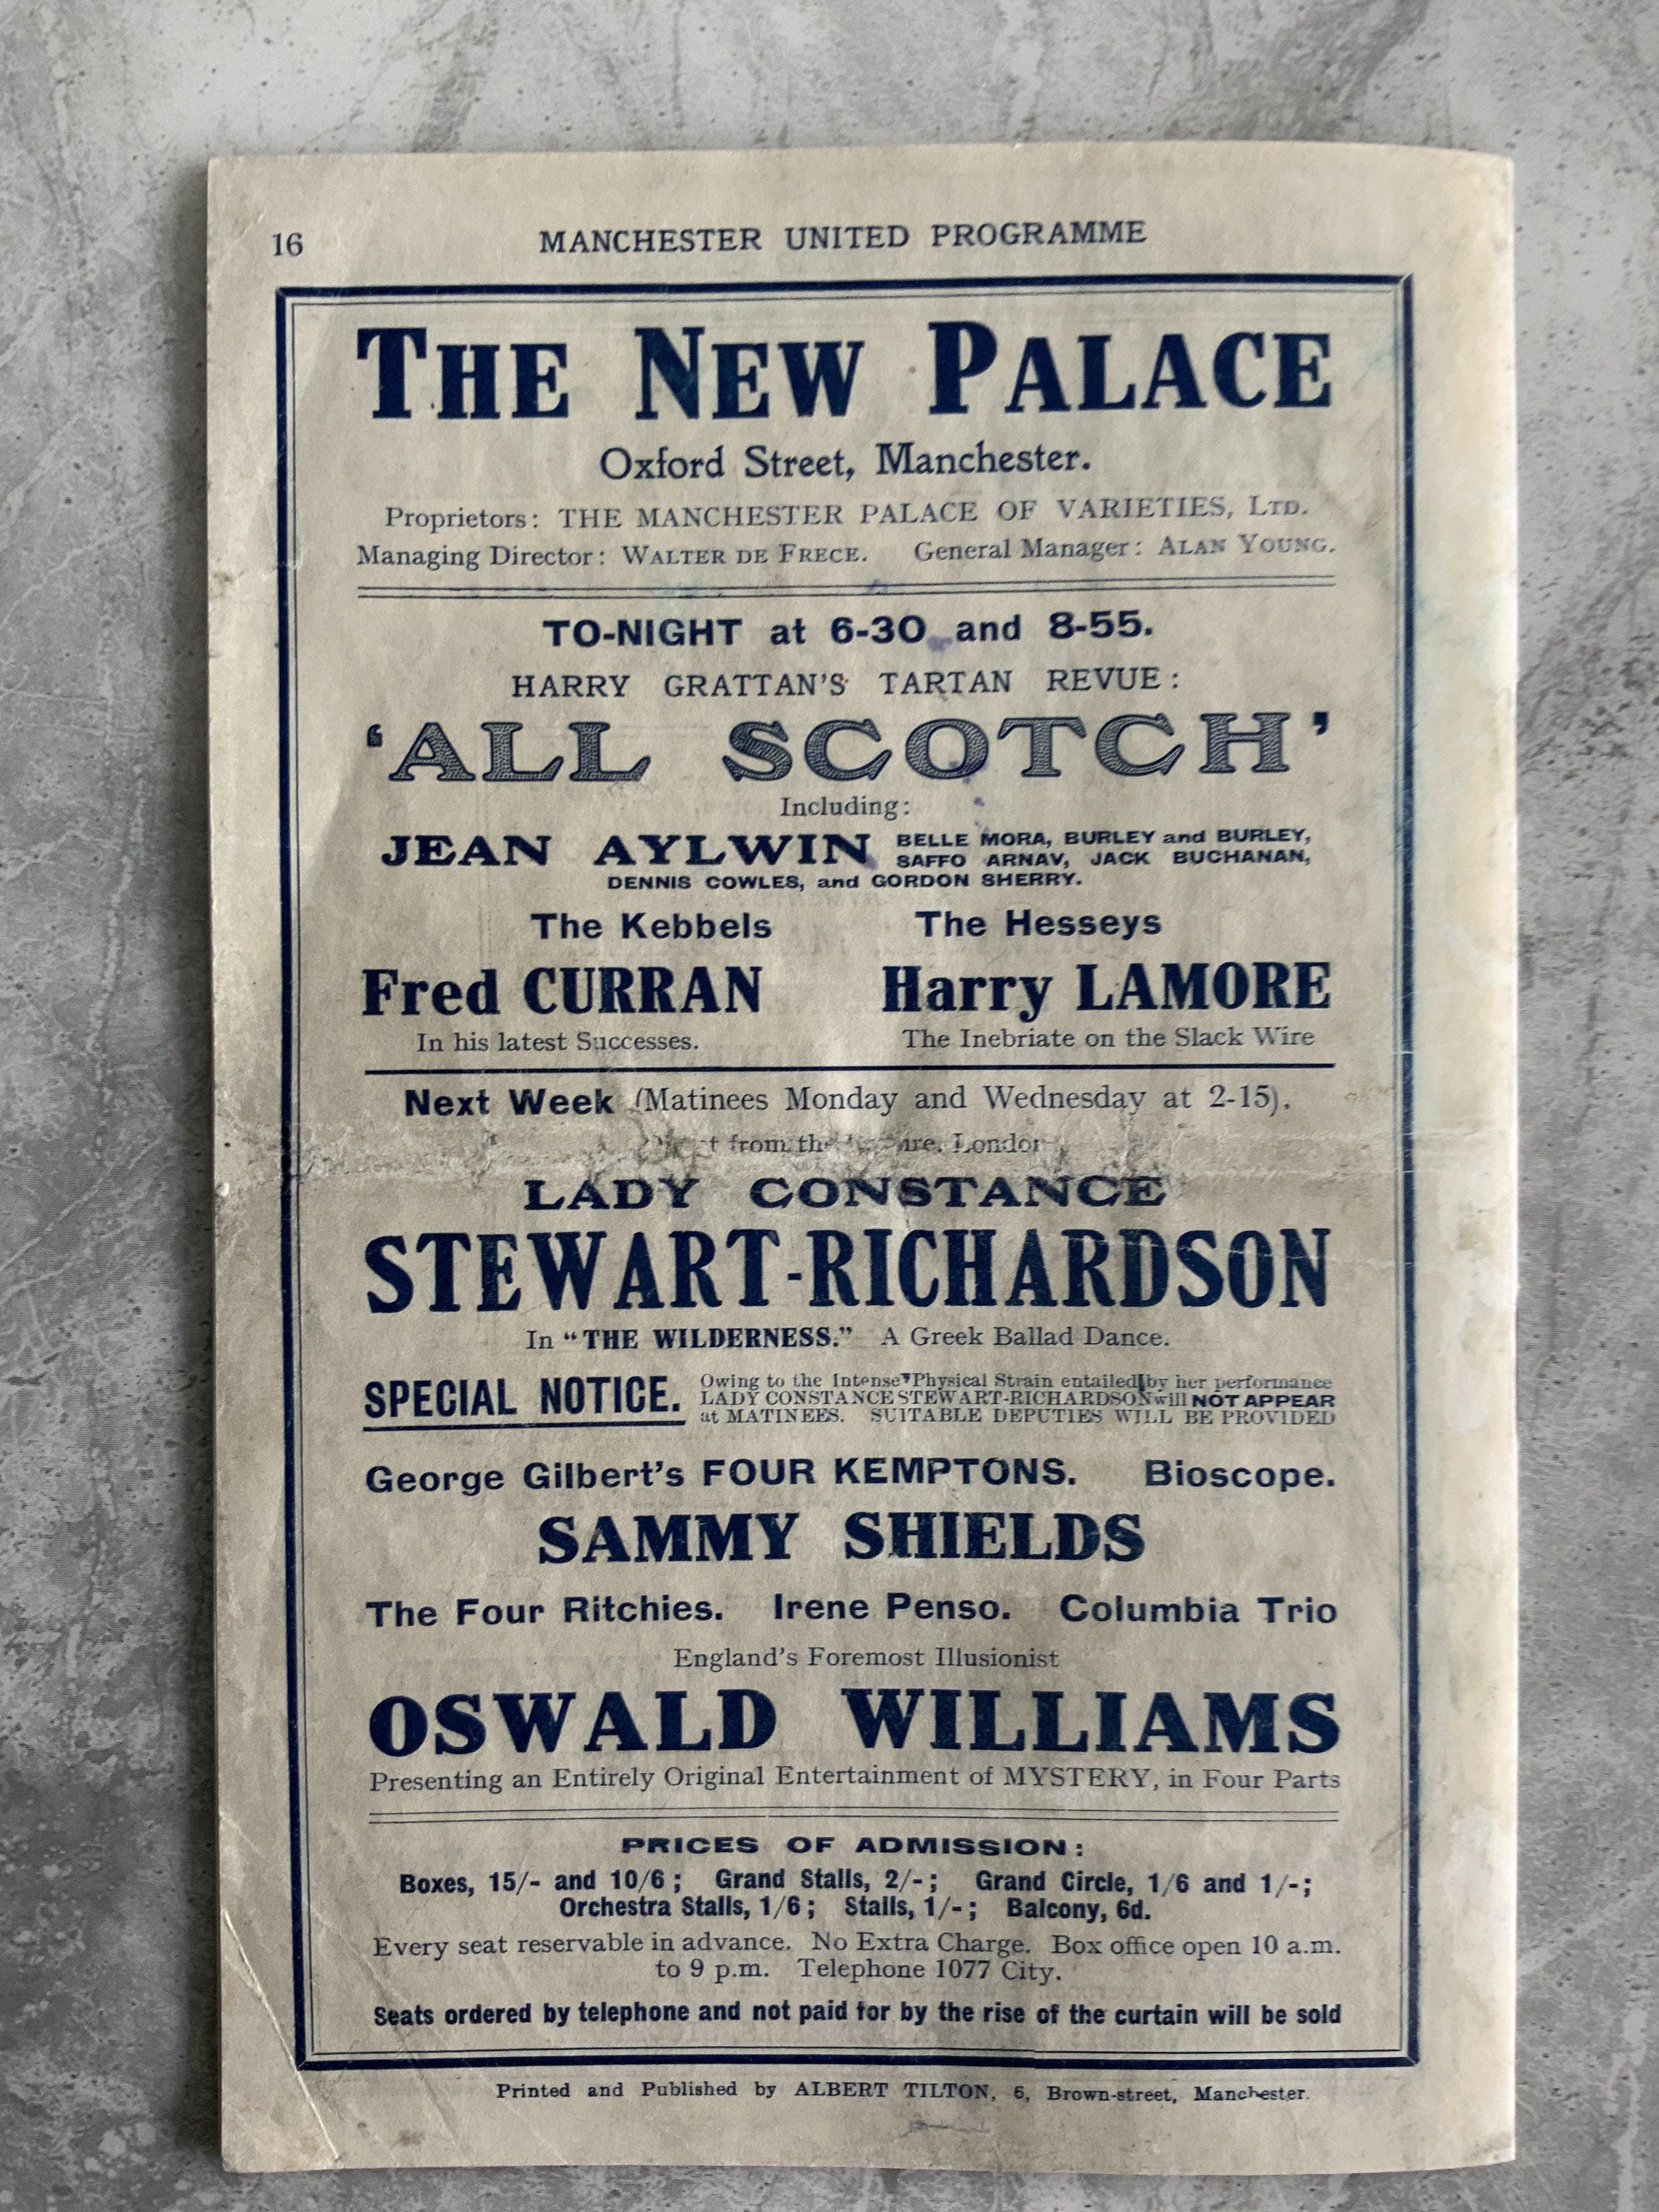 16
MANCHESTER UNITED PROGRAMME
THE NEW PALACE
Oxford Street, Manchester.
Proprietors: THE MANCHESTER PALACE OF VARIETIES, LTD.
Managing Director: WALTER DE FRECE. General Manager: ALAN YOUNG.
TO-NIGHT at 6-30 and 8-55.
HARRY GRATTAN'S TARTAN REVUE:
'ALL SCOTCH'
Including:
JEAN AYLWIN BELLE MORA, BURLEY and BURLEY,
SAFFO ARNAV, JACK BUCHANAN,
DENNIS COWLES, and GORDON SHERRY.
The Kebbels The Hesseys
Fred CURRAN Harry LAMORE
In his latest Successes. The Inebriate on the Slack Wire
Next Week (Matinees Monday and Wednesday at 2-15).
from the London
LADY CONSTANCE
STEWART-RICHARDSON
In "THE WILDERNESS." A Greek Ballad Dance.
SPECIAL NOTICE. Owing to the Intense Physical Strain entailed by her performance
LADY CONSTANCE STEWART-RICHARDSON will NOT APPEAR
at MATINEES. SUITABLE DEPUTIES WILL BE PROVIDED
George Gilbert's FOUR KEMPTONS. Bioscope.
SAMMY SHIELDS
The Four Ritchies. Irene Penso. Columbia Trio
England's Foremost Illusionist
OSWALD WILLIAMS
Presenting an Entirely Original Entertainment of MYSTERY, in Four Parts
PRICES OF ADMISSION:
Boxes, 15/- and 10/6; Grand Stalls, 2/-; Grand Circle, 1/6 and 1/-;
Orchestra Stalls, 1/6; Stalls, 1/-; Balcony, 6d.
Every seat reservable in advance. No Extra Charge. Box office open 10 a.m.
to 9 p.m. Telephone 1077 City.
Seats ordered by telephone and not paid for by the rise of the curtain will be sold
Printed and Published by ALBERT TILTON, 6, Brown-street, Manchester.